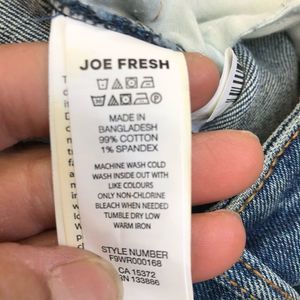 JOE FRESH
MADE IN
BANGLADESH
99% COTTON
1% SPANDEX
MACHINE WASH COLD
WASH INSIDE OUT WITH
LIKE COLOURS
ONLY NON-CHLORINE
BLEACH WHEN NEEDED
TUMBLE DRY LOW
WARM IRON
STYLE NUMBER
F9WR000168
CA 15372
RN 133866